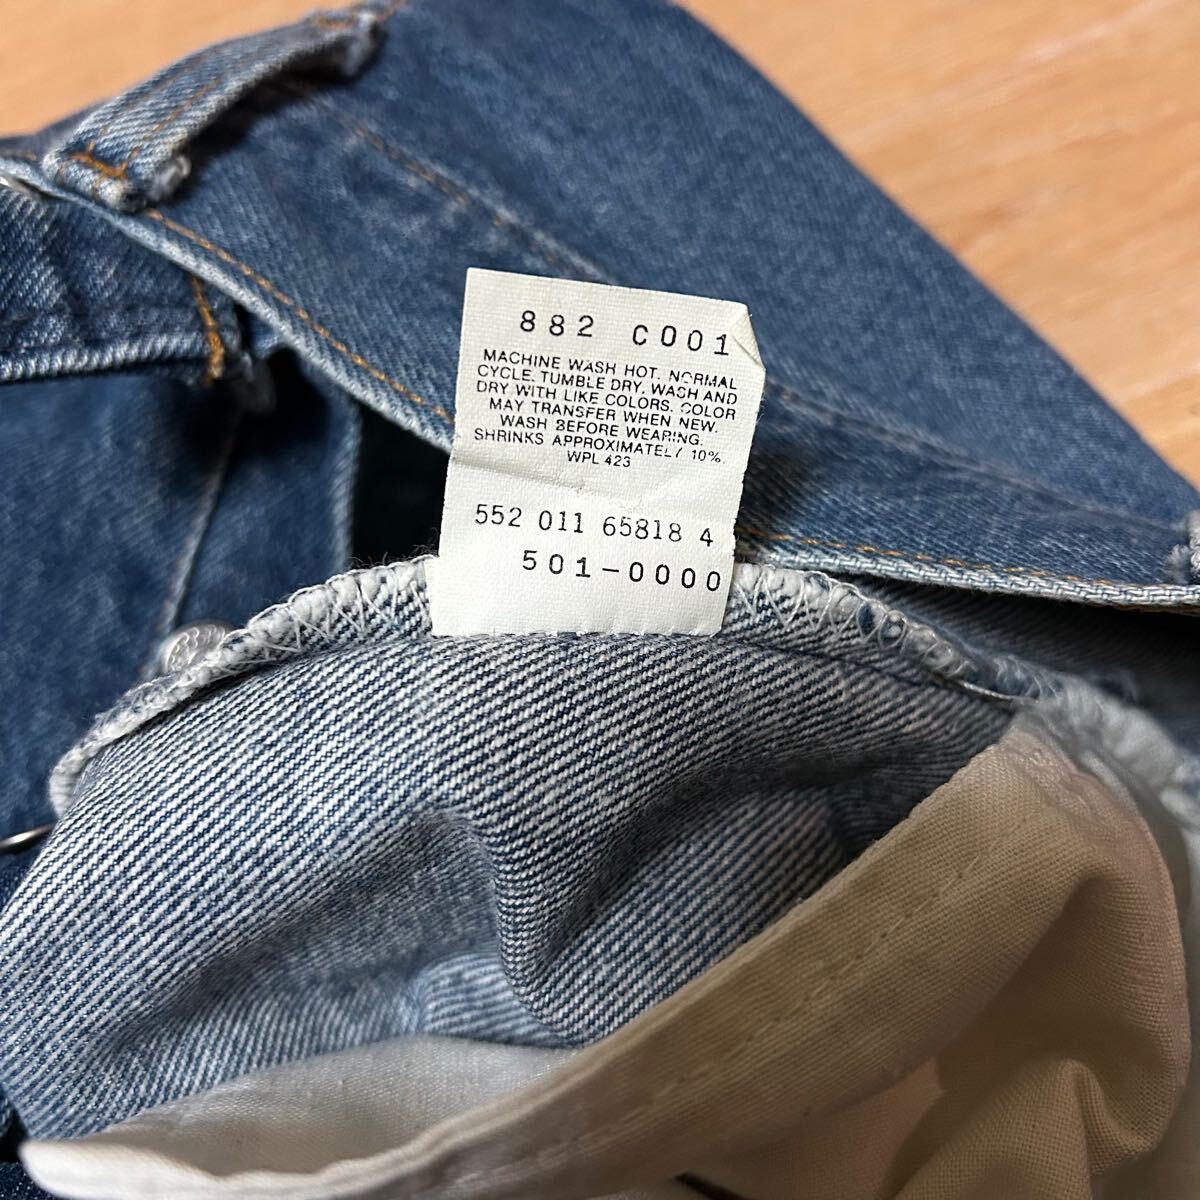 882 C001
MACHINE WASH HOT. NORMAL
CYCLE. TUMBLE DRY. WASH AND
DRY WITH LIKE COLORS. COLOR
MAY TRANSFER WHEN NEW.
WASH BEFORE WEARING.
SHRINKS APPROXIMATELY 10%.
WPL 423
552 011 65818 4
501-0000